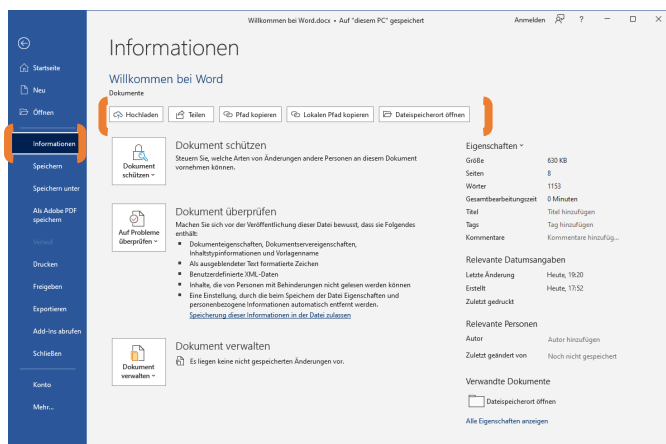 Willkommen bei Word.docx • Auf "diesem PC" gespeichert
Anmelden
?
Startseite
Neu
Öffnen
Informationen
Speichern
Speichern unter
Als Adobe PDF
speichern
Verlauf
Drucken
Freigeben
Exportieren
Add-Ins abrufen
Schließen
Konto
Mehr...
Informationen
Willkommen bei Word
Dokumente
Hochladen
Teilen
Pfad kopieren
Lokalen Pfad kopieren
Dateispeicherort öffnen
Dokument
schützen
Dokument schützen
Steuern Sie, welche Arten von Änderungen andere Personen an diesem Dokument
vornehmen können.
Auf Probleme
überprüfen
Dokument überprüfen
Machen Sie sich vor der Veröffentlichung dieser Datei bewusst, dass sie Folgendes
enthält:
▪ Dokumenteigenschaften, Dokumentservereigenschaften,
Inhaltstypinformationen und Vorlagenname
▪ Als ausgeblendeter Text formatierte Zeichen
▪ Benutzerdefinierte XML-Daten
▪ Inhalte, die von Personen mit Behinderungen nicht gelesen werden können
▪ Eine Einstellung, durch die beim Speichern der Datei Eigenschaften und
personenbezogene Informationen automatisch entfernt werden.
Speicherung dieser Informationen in der Datei zulassen
Dokument
verwalten
Dokument verwalten
Es liegen keine nicht gespeicherten Änderungen vor.
Eigenschaften
Größe 630 KB
Seiten 8
Wörter 1153
Gesamtbearbeitungszeit 0 Minuten
Titel Titel hinzufügen
Tags Tag hinzufügen
Kommentare Kommentare hinzufüg...
Relevante Datumsangaben
Letzte Änderung Heute, 19:20
Erstellt Heute, 17:52
Zuletzt gedruckt
Relevante Personen
Autor Autor hinzufügen
Zuletzt geändert von Noch nicht gespeichert
Verwandte Dokumente
Dateispeicherort öffnen
Alle Eigenschaften anzeigen